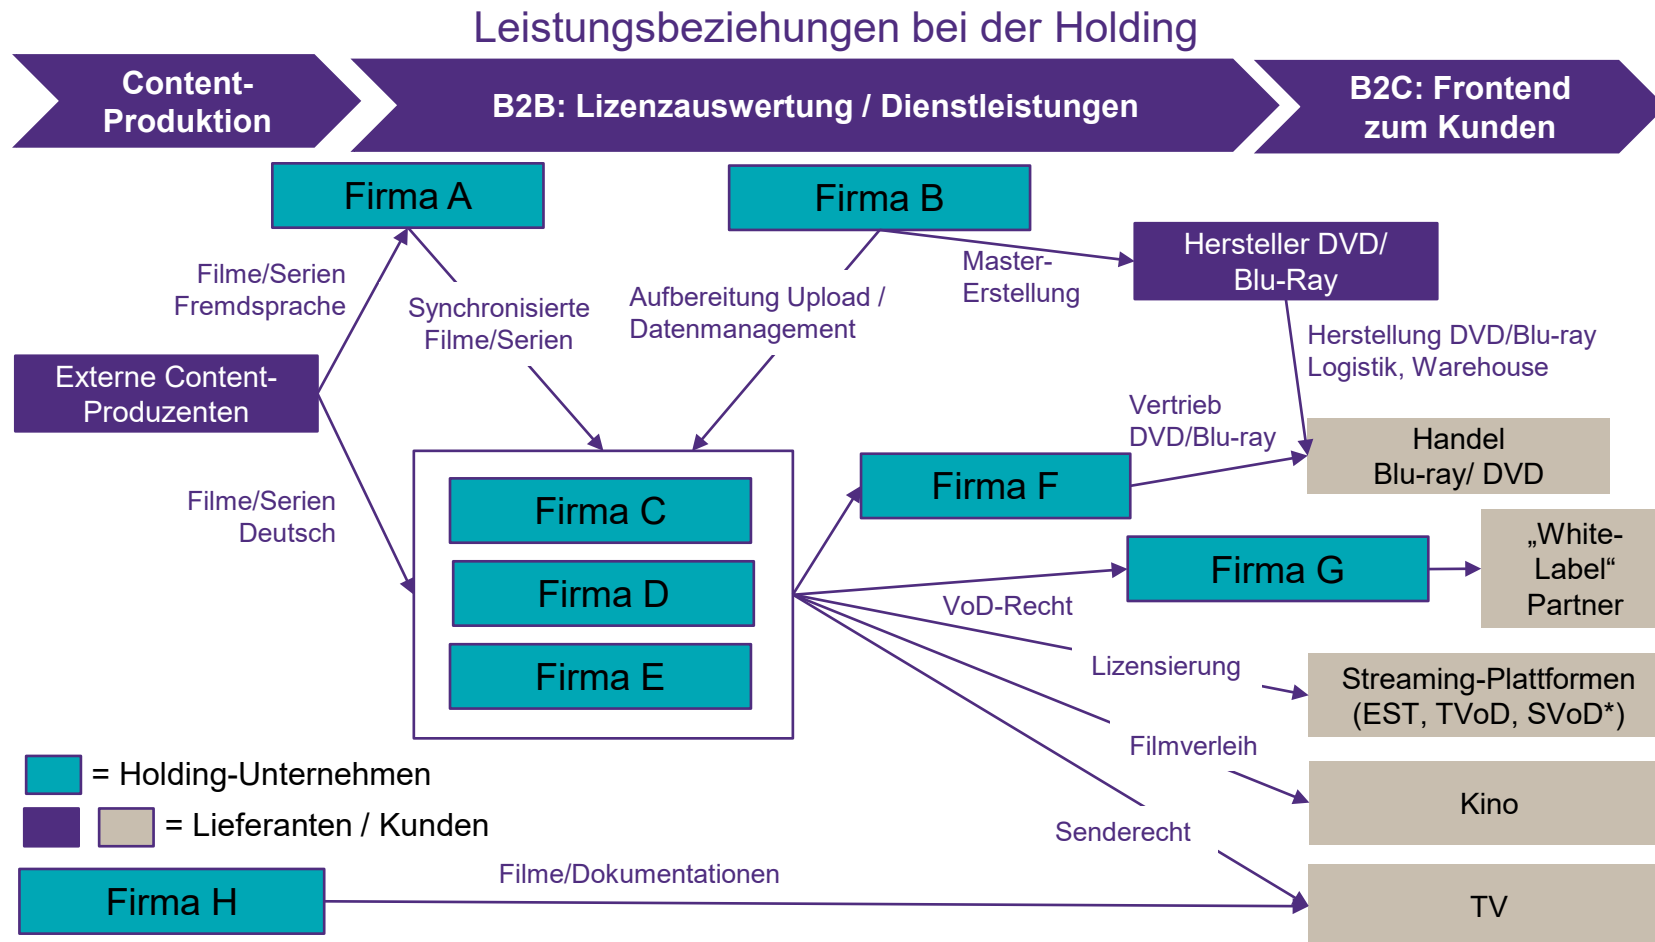 Leistungsbeziehungen bei der Holding
Content-
Produktion
B2B: Lizenzauswertung / Dienstleistungen
B2C: Frontend
zum Kunden
Firma A
Firma B
Hersteller DVD/
Blu-Ray
Filme/Serien
Fremdsprache
Synchronisierte
Filme/Serien
Aufbereitung Upload /
Datenmanagement
Master-
Erstellung
Herstellung DVD/Blu-ray
Logistik, Warehouse
Externe Content-
Produzenten
Vertrieb
DVD/Blu-ray
Handel
Blu-ray/ DVD
Filme/Serien
Deutsch
Firma C
Firma D
Firma E
Firma F
Firma G
„White-
Label“
Partner
VoD-Recht
Lizensierung
Streaming-Plattformen
(EST, TVoD, SVoD*)
Filmverleih
Kino
Senderecht
TV
= Holding-Unternehmen
= Lieferanten / Kunden
Firma H
Filme/Dokumentationen